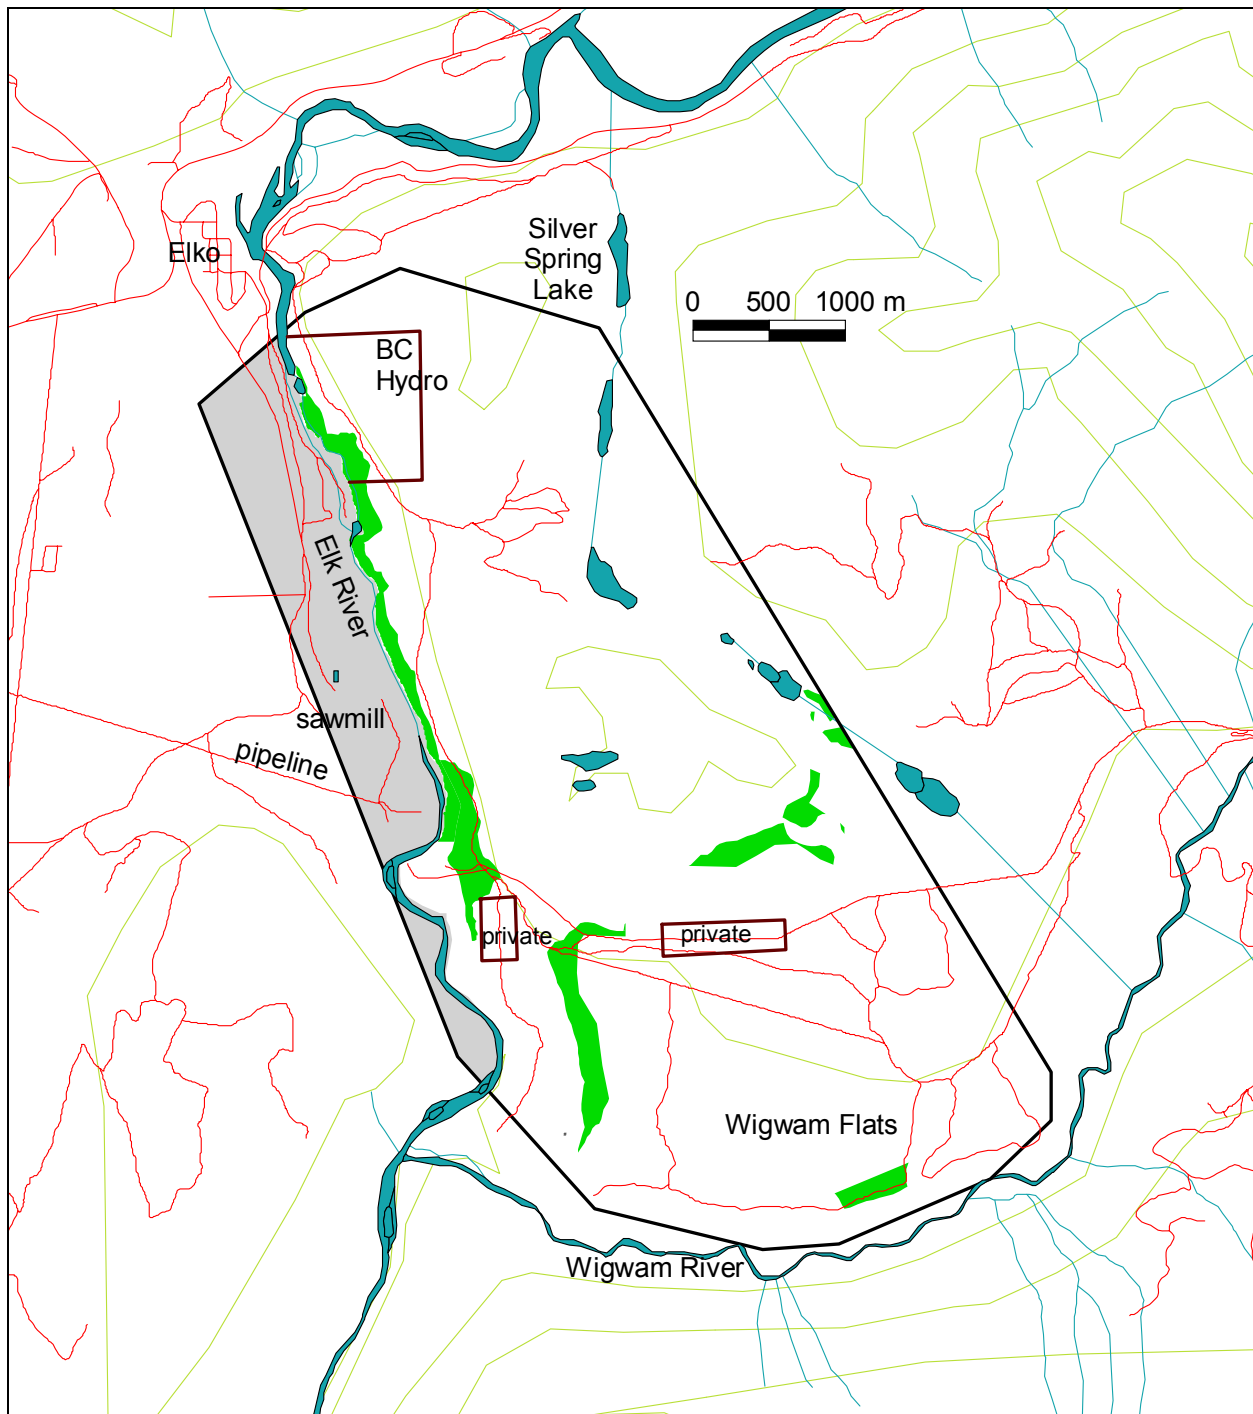 Silver
Spring
Lake
Elko
0 500 1000 m
BC
Hydro
Elk River
sawmill
pipeline
private
private
Wigwam Flats
Wigwam River